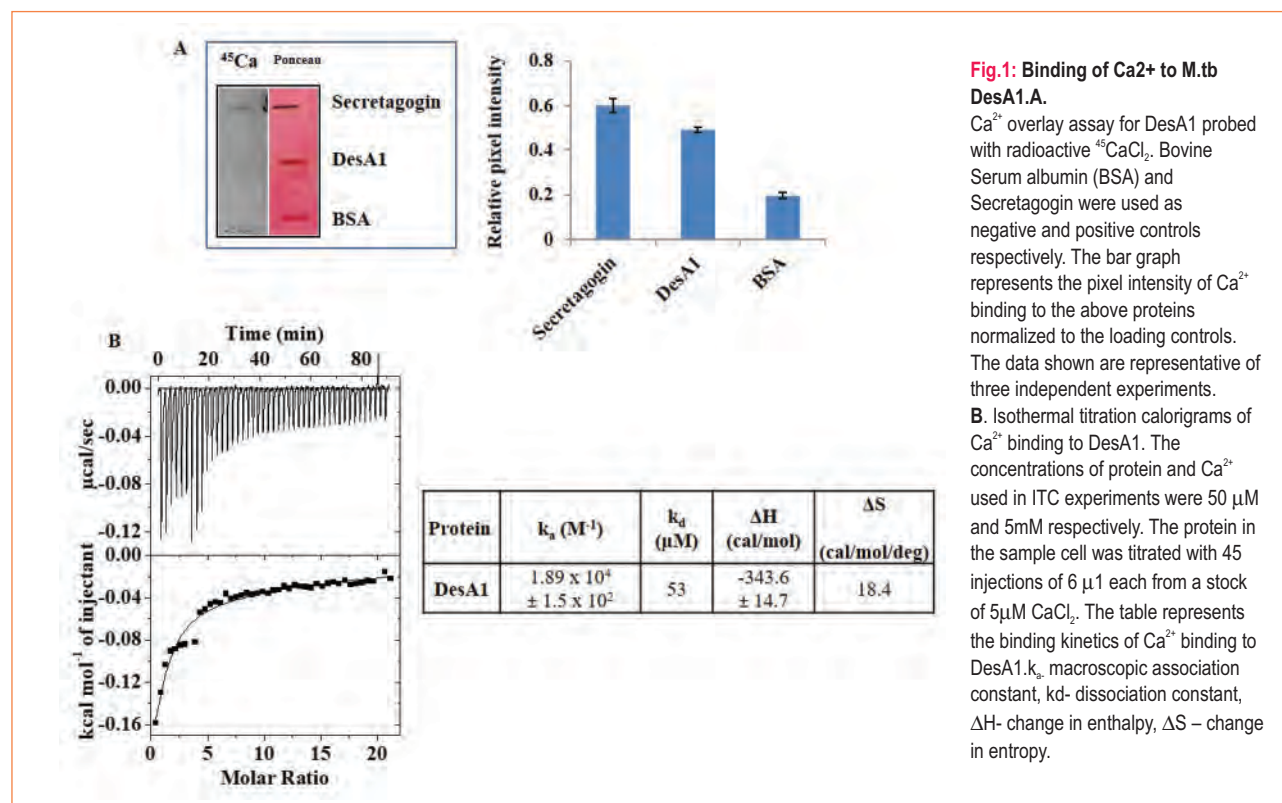 A
⁴⁵Ca Ponceau
Secretagogin
DesA1
BSA
Relative pixel intensity
0.8
0.6
0.4
0.2
0
Secretagogin
DesA1
BSA
B
Time (min)
0 20 40 60 80
0.00
-0.04
-0.08
-0.12
µcal/sec
0.00
-0.04
-0.08
-0.12
-0.16
kcal mol⁻¹ of injectant
0 5 10 15 20
Molar Ratio
Protein kₐ (M⁻¹) k_d (µM) ΔH (cal/mol) ΔS (cal/mol/deg)
DesA1 1.89 x 10⁴ ± 1.5 x 10² 53 -343.6 ± 14.7 18.4
Fig.1: Binding of Ca2+ to M.tb
DesA1.A.
Ca²⁺ overlay assay for DesA1 probed
with radioactive ⁴⁵CaCl₂. Bovine
Serum albumin (BSA) and
Secretagogin were used as
negative and positive controls
respectively. The bar graph
represents the pixel intensity of Ca²⁺
binding to the above proteins
normalized to the loading controls.
The data shown are representative of
three independent experiments.
B. Isothermal titration calorigrams of
Ca²⁺ binding to DesA1. The
concentrations of protein and Ca²⁺
used in ITC experiments were 50 µM
and 5mM respectively. The protein in
the sample cell was titrated with 45
injections of 6 µ1 each from a stock
of 5µM CaCl₂. The table represents
the binding kinetics of Ca²⁺ binding to
DesA1.kₐ- macroscopic association
constant, kd- dissociation constant,
ΔH- change in enthalpy, ΔS – change
in entropy.